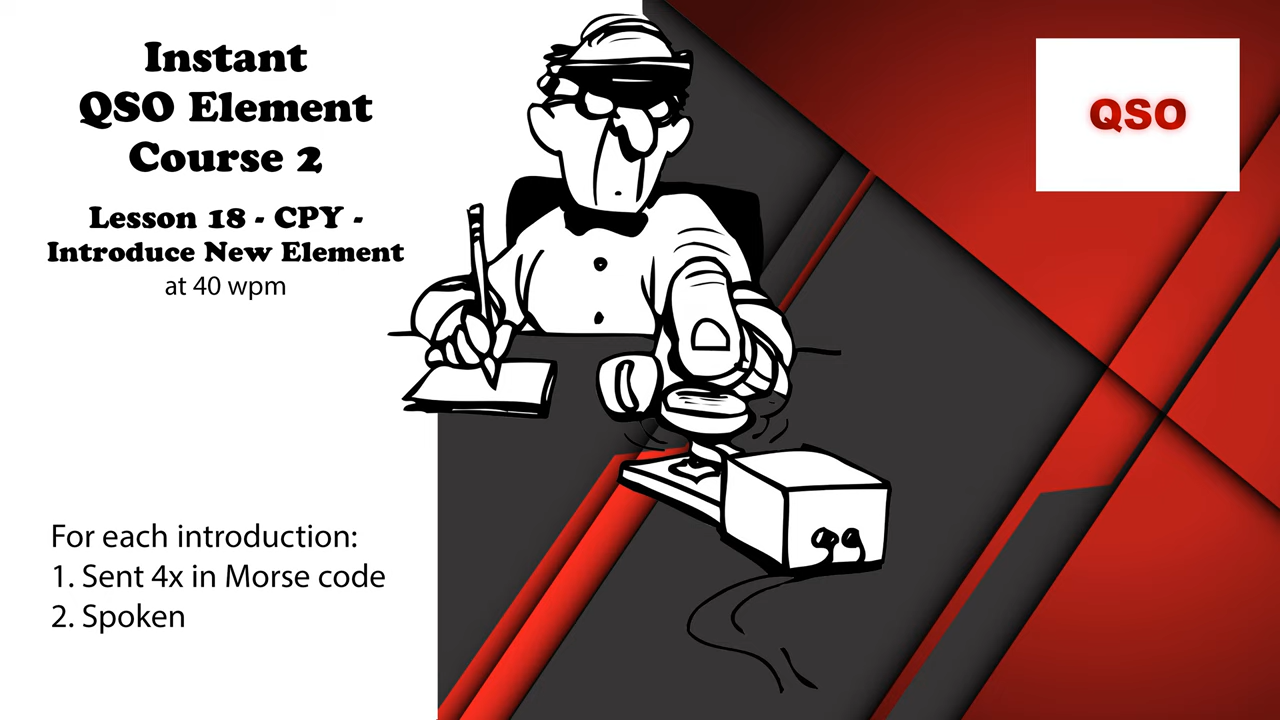 Instant
QSO Element
Course 2
Lesson 18 - CPY -
Introduce New Element
at 40 wpm
QSO
For each introduction:
1. Sent 4x in Morse code
2. Spoken